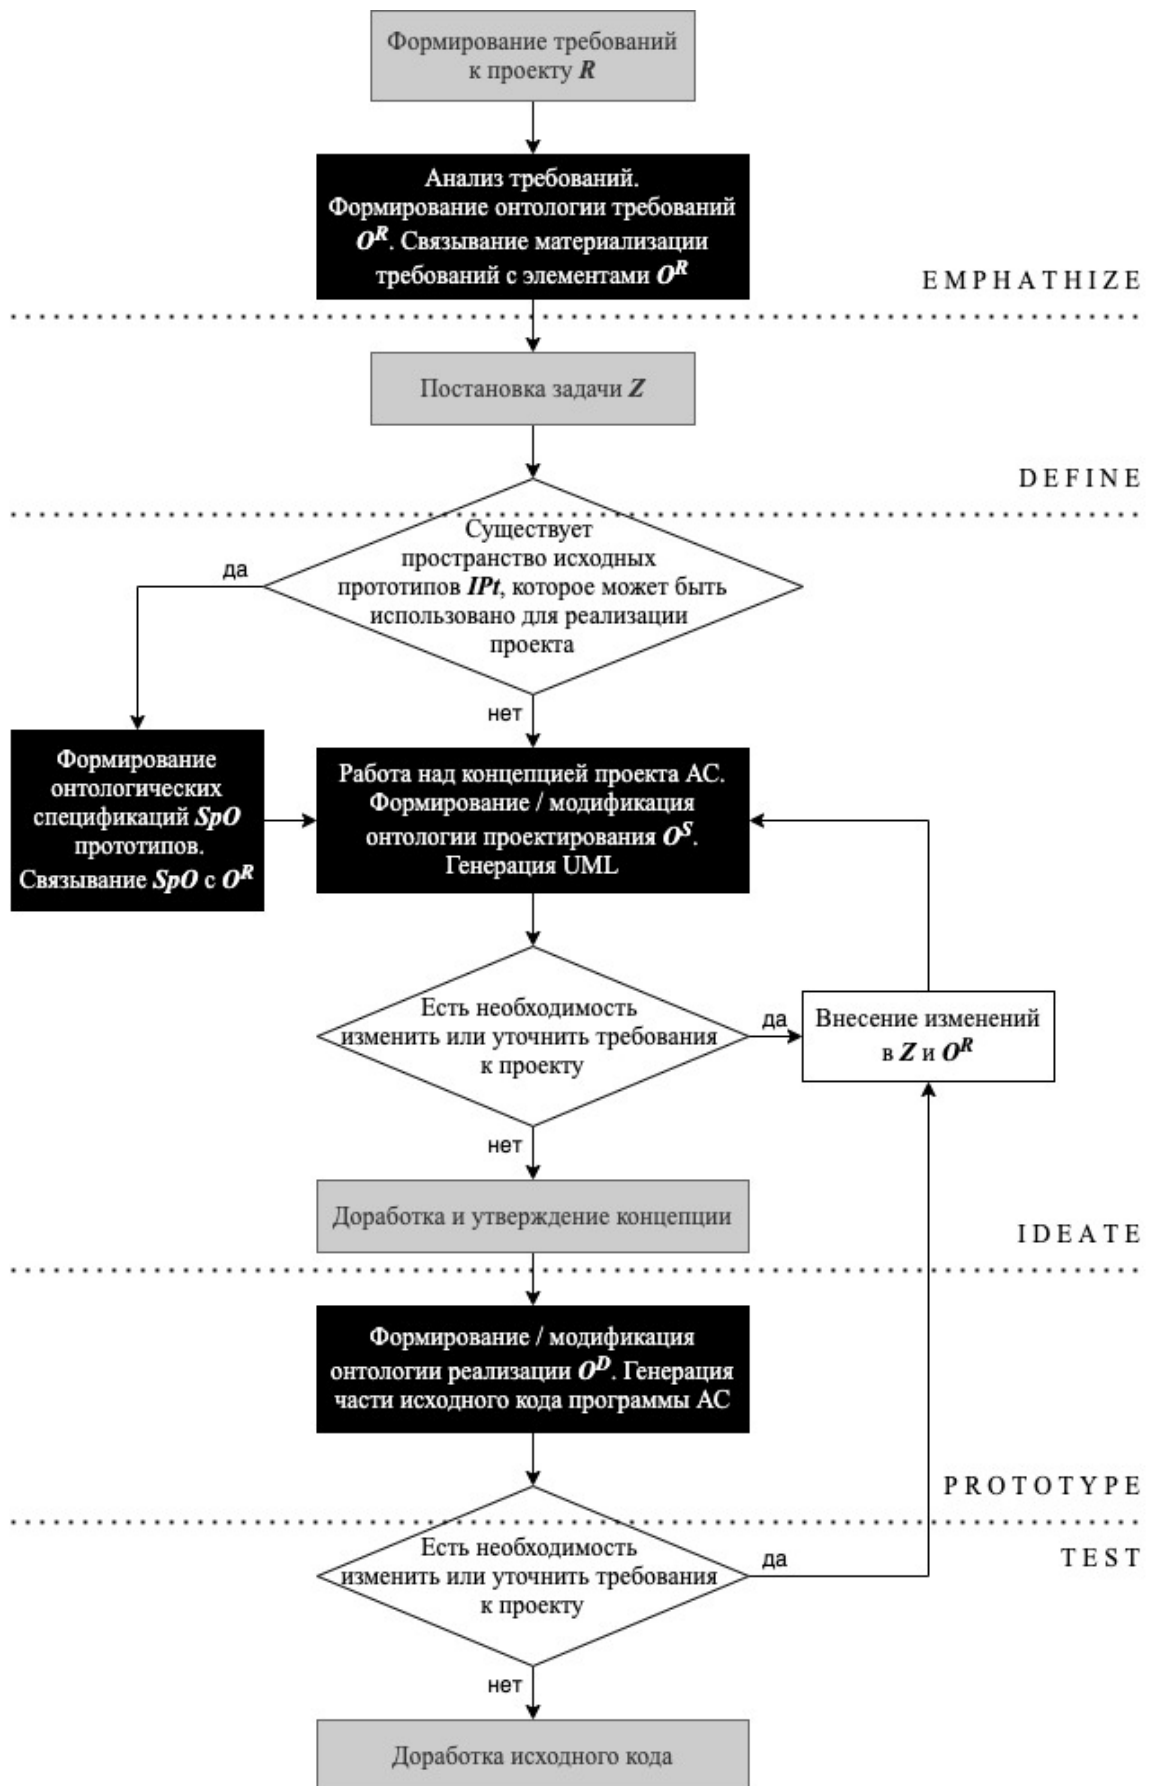 Формирование требований
к проекту R
Анализ требований.
Формирование онтологии требований
O^R. Связывание материализации
требований с элементами O^R
EMPHATHIZE
Постановка задачи Z
DEFINE
Существует
пространство исходных
прототипов IPt, которое может быть
использовано для реализации
проекта
да
нет
Формирование
онтологических
спецификаций SpO
прототипов.
Связывание SpO с O^R
Работа над концепцией проекта АС.
Формирование / модификация
онтологии проектирования O^S.
Генерация UML
Есть необходимость
изменить или уточнить требования
к проекту
да
Внесение изменений
в Z и O^R
нет
Доработка и утверждение концепции
IDEATE
Формирование / модификация
онтологии реализации O^D. Генерация
части исходного кода программы АС
PROTOTYPE
Есть необходимость
изменить или уточнить требования
к проекту
да
TEST
нет
Доработка исходного кода